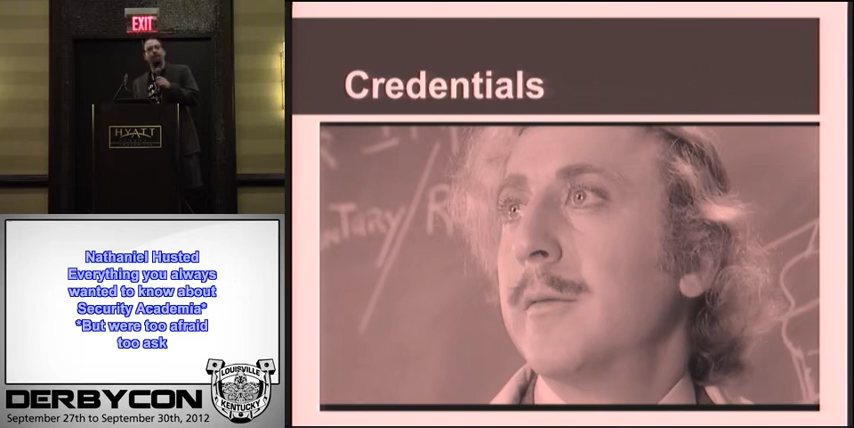 EXIT
HYATT
Credentials
Nathaniel Husted
Everything you always
wanted to know about
Security Academia*
*But were too afraid
too ask
LOUISVILLE
KENTUCKY
DERBYCON
September 27th to September 30th, 2012